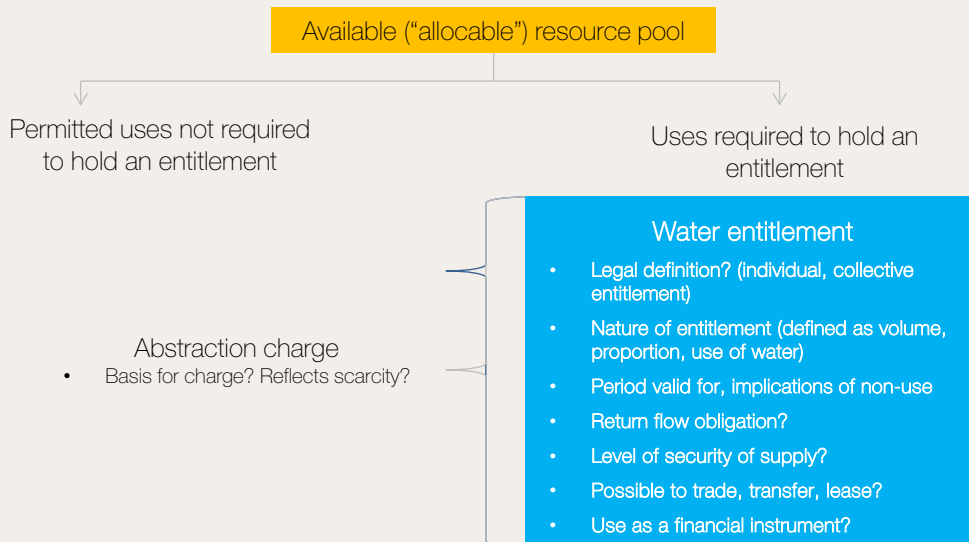 Available (“allocable”) resource pool
Permitted uses not required
to hold an entitlement
Uses required to hold an
entitlement
Water entitlement
• Legal definition? (individual, collective
entitlement)
• Nature of entitlement (defined as volume,
proportion, use of water)
• Period valid for, implications of non-use
• Return flow obligation?
• Level of security of supply?
• Possible to trade, transfer, lease?
• Use as a financial instrument?
Abstraction charge
• Basis for charge? Reflects scarcity?